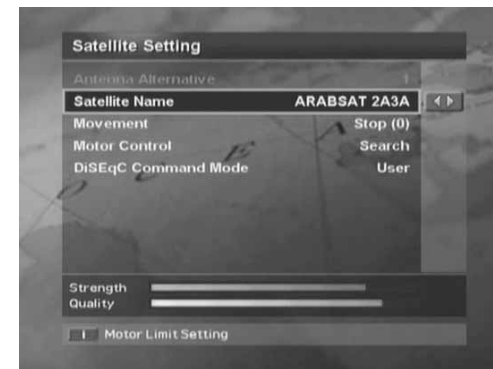 Satellite Setting
Antenna Alternative 1
Satellite Name ARABSAT 2A3A
Movement Stop (0)
Motor Control Search
DiSEqC Command Mode User
Strength
Quality
i Motor Limit Setting